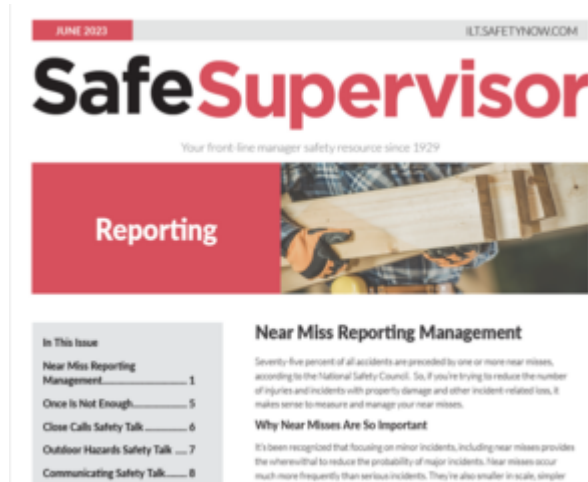 JUNE 2023
ILT.SAFETYNOW.COM
SafeSupervisor
Your front-line manager safety resource since 1929
Reporting
In This Issue
Near Miss Reporting
Management.................................. 1
Once Is Not Enough...................... 5
Close Calls Safety Talk ................ 6
Outdoor Hazards Safety Talk .... 7
Communicating Safety Talk........ 8
Near Miss Reporting Management
Seventy-five percent of all accidents are preceded by one or more near misses,
according to the National Safety Council. So, if you're trying to reduce the number
of injuries and incidents with property damage and other incident-related loss, it
makes sense to measure and manage your near misses.
Why Near Misses Are So Important
It's been recognized that focusing on minor incidents, including near misses provides
the wherewithal to reduce the probability of major incidents. Near misses occur
much more frequently than serious incidents. They're also smaller in scale, simpler